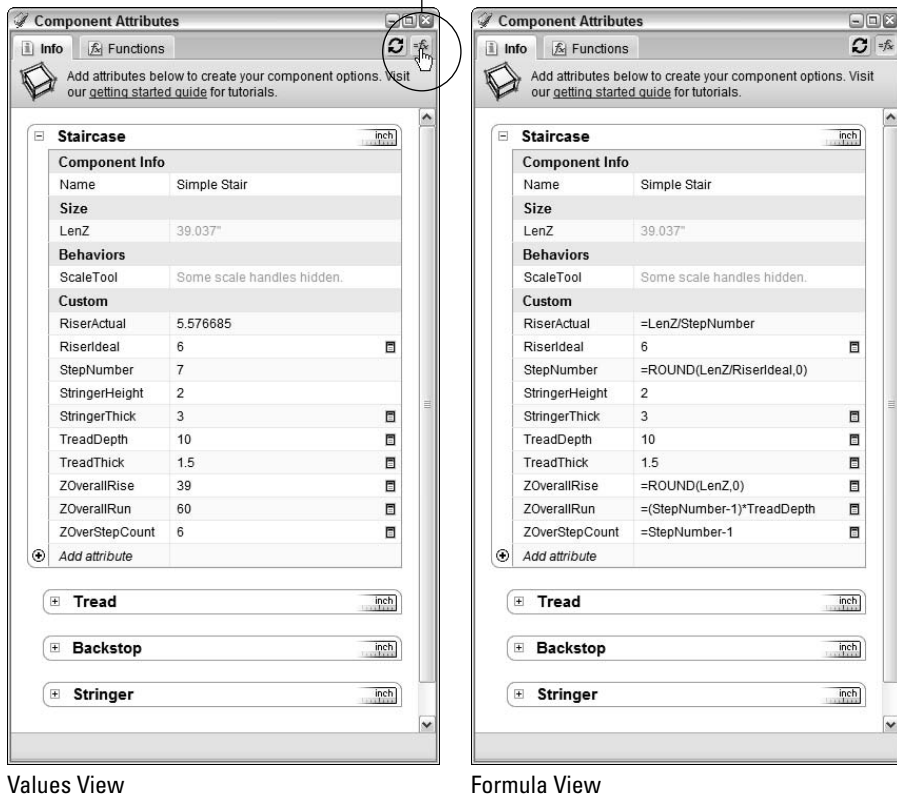 Component Attributes
Info
Functions
=fx
Add attributes below to create your component options. Visit
our getting started guide for tutorials.
Staircase
inch
Component Info
Name Simple Stair
Size
LenZ 39.037"
Behaviors
ScaleTool Some scale handles hidden.
Custom
RiserActual 5.576685
RiserIdeal 6
StepNumber 7
StringerHeight 2
StringerThick 3
TreadDepth 10
TreadThick 1.5
ZOverallRise 39
ZOverallRun 60
ZOverStepCount 6
Add attribute
Tread
inch
Backstop
inch
Stringer
inch
Values View
Component Attributes
Info
Functions
=fx
Add attributes below to create your component options. Visit
our getting started guide for tutorials.
Staircase
inch
Component Info
Name Simple Stair
Size
LenZ 39.037"
Behaviors
ScaleTool Some scale handles hidden.
Custom
RiserActual =LenZ/StepNumber
RiserIdeal 6
StepNumber =ROUND(LenZ/RiserIdeal,0)
StringerHeight 2
StringerThick 3
TreadDepth 10
TreadThick 1.5
ZOverallRise =ROUND(LenZ,0)
ZOverallRun =(StepNumber-1)*TreadDepth
ZOverStepCount =StepNumber-1
Add attribute
Tread
inch
Backstop
inch
Stringer
inch
Formula View